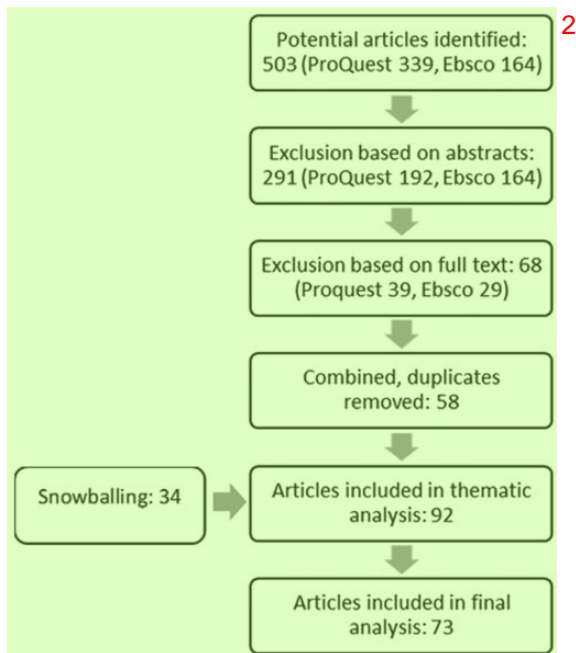 2
Potential articles identified:
503 (ProQuest 339, Ebsco 164)
Exclusion based on abstracts:
291 (ProQuest 192, Ebsco 164)
Exclusion based on full text: 68
(Proquest 39, Ebsco 29)
Combined, duplicates
removed: 58
Snowballing: 34
Articles included in thematic
analysis: 92
Articles included in final
analysis: 73